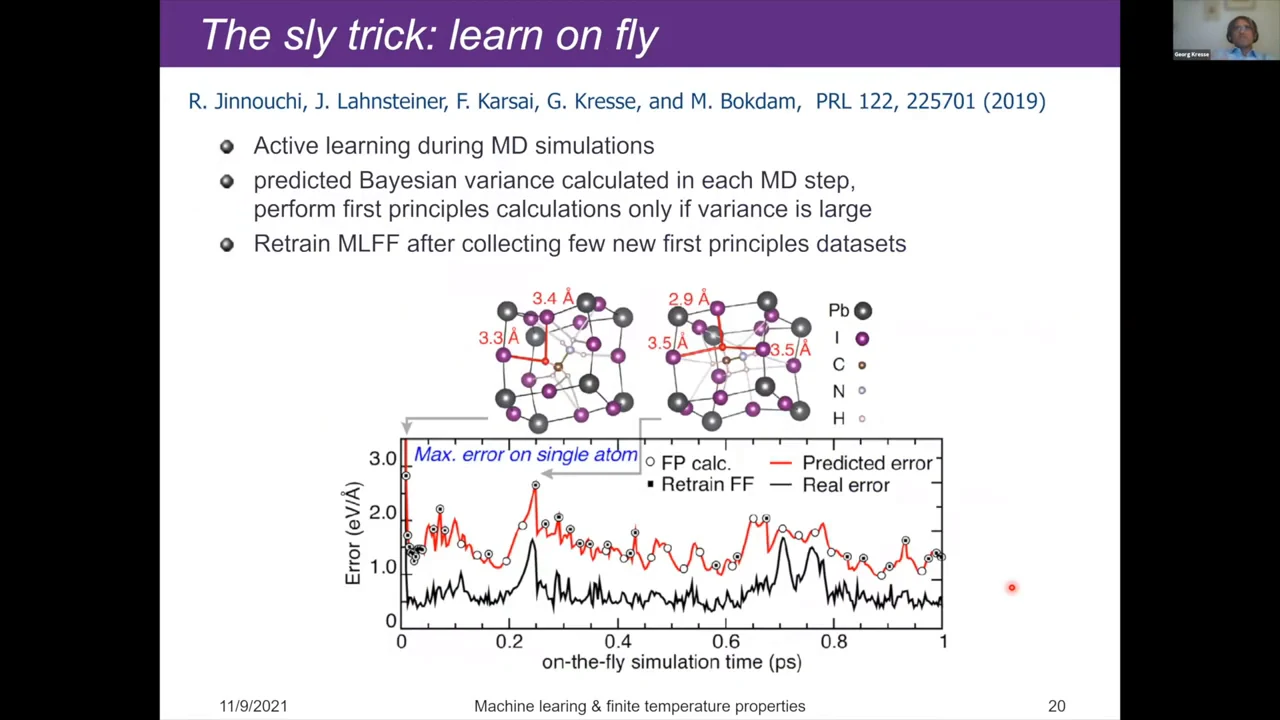 The sly trick: learn on fly
Georg Kresse
R. Jinnouchi, J. Lahnsteiner, F. Karsai, G. Kresse, and M. Bokdam, PRL 122, 225701 (2019)
Active learning during MD simulations
predicted Bayesian variance calculated in each MD step,
perform first principles calculations only if variance is large
Retrain MLFF after collecting few new first principles datasets
3.4 Å
3.3 Å
2.9 Å
3.5 Å
3.5 Å
Pb
I
C
N
H
Max. error on single atom
FP calc.
Retrain FF
Predicted error
Real error
Error (eV/Å)
3.0
2.0
1.0
0
0 0.2 0.4 0.6 0.8 1
on-the-fly simulation time (ps)
11/9/2021 Machine learing & finite temperature properties 20